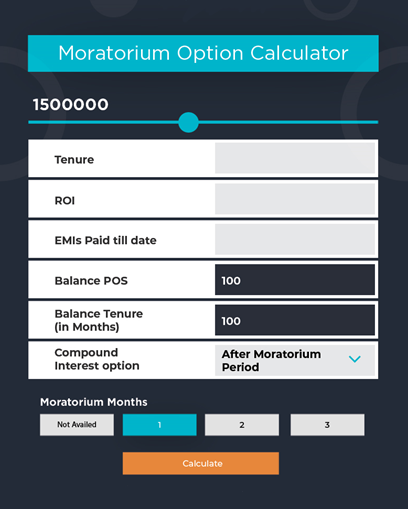 Moratorium Option Calculator
1500000
Tenure
ROI
EMIs Paid till date
Balance POS
100
Balance Tenure
(in Months)
100
Compound
Interest option
After Moratorium
Period
Moratorium Months
Not Availed 1 2 3
Calculate